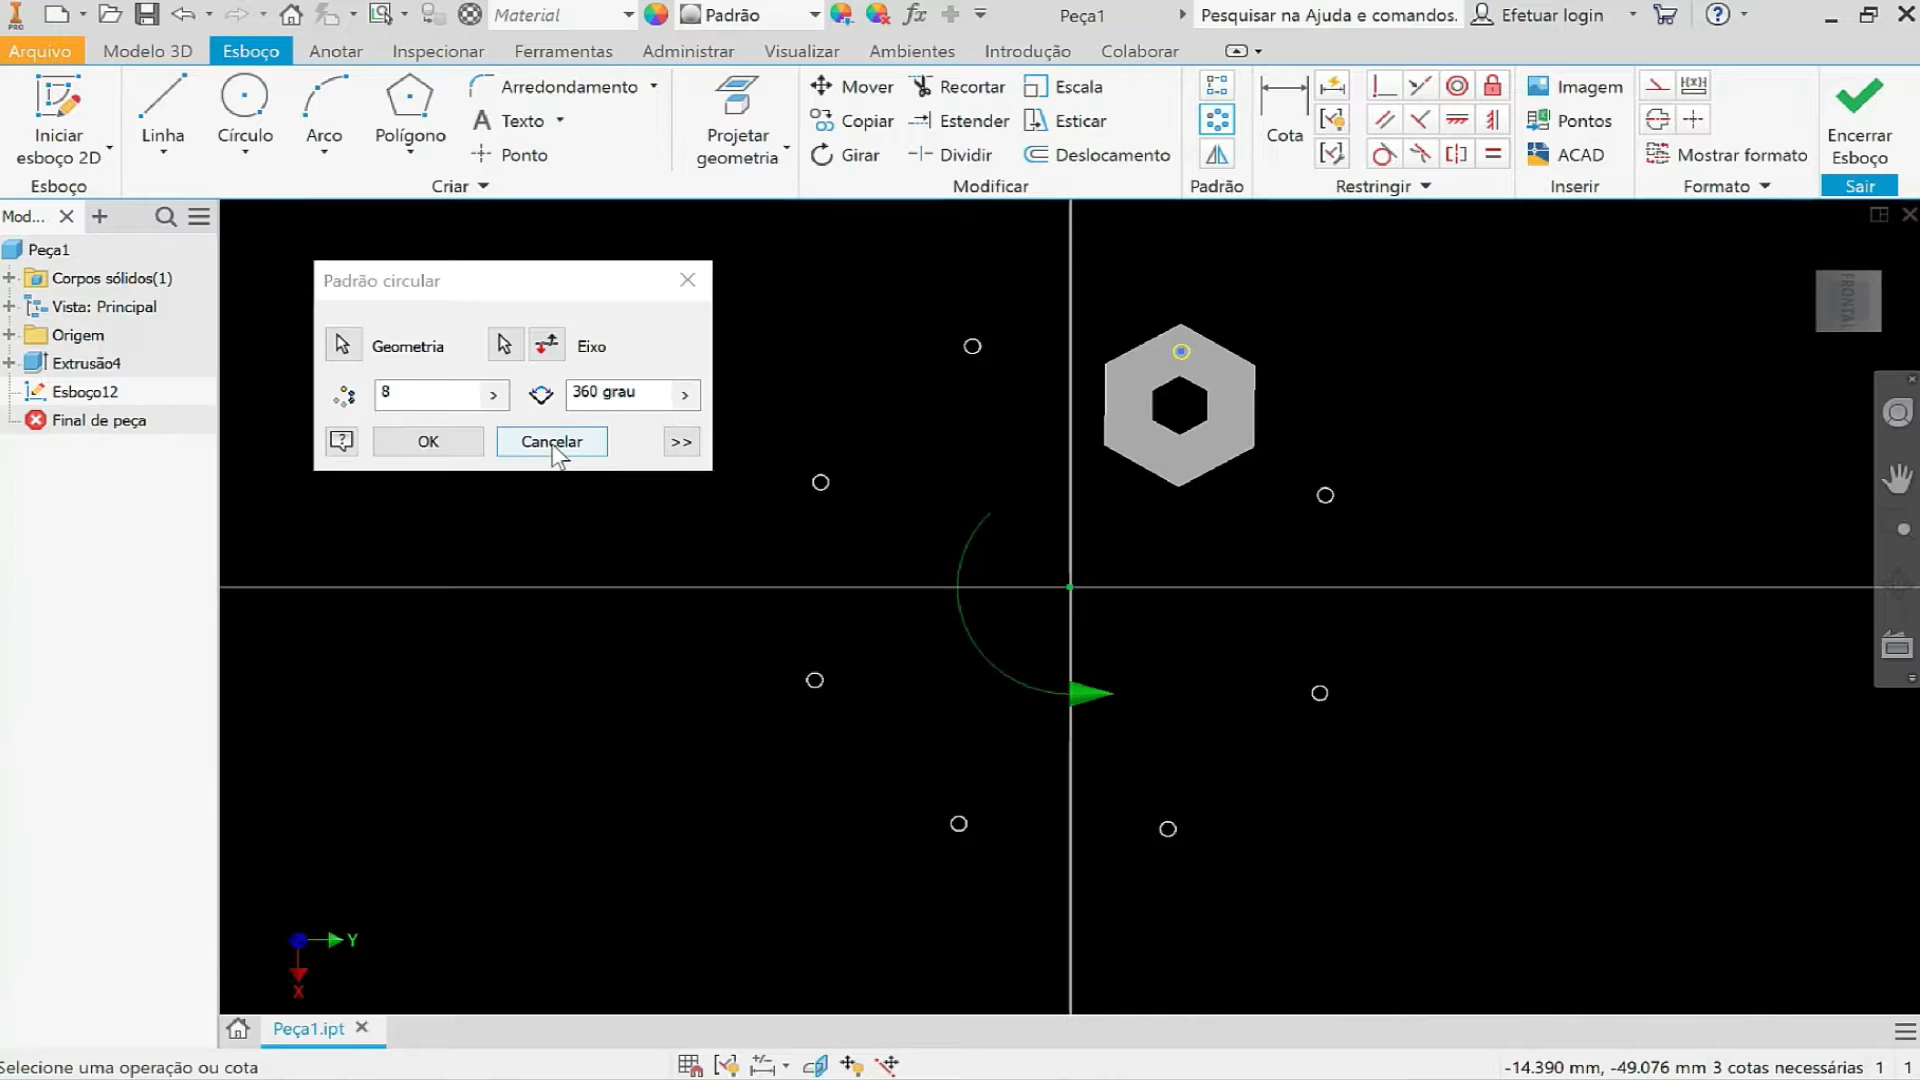 PRO
Material
Padrão
fx
Peça1
Pesquisar na Ajuda e comandos.
Efetuar login
Arquivo
Modelo 3D
Esboço
Anotar
Inspecionar
Ferramentas
Administrar
Visualizar
Ambientes
Introdução
Colaborar
Iniciar
esboço 2D
Linha
Círculo
Arco
Polígono
Arredondamento
Texto
Ponto
Projetar
geometria
Mover
Recortar
Escala
Copiar
Estender
Esticar
Girar
Dividir
Deslocamento
Cota
Imagem
Pontos
ACAD
Mostrar formato
Encerrar
Esboço
Esboço
Criar
Modificar
Padrão
Restringir
Inserir
Formato
Sair
Mod...
Peça1
Corpos sólidos(1)
Vista: Principal
Origem
Extrusão4
Esboço12
Final de peça
Padrão circular
Geometria
Eixo
8
360 grau
OK
Cancelar
>>
FRONTAL
Y
X
Peça1.ipt
Selecione uma operação ou cota
-14.390 mm, -49.076 mm 3 cotas necessárias 1 1